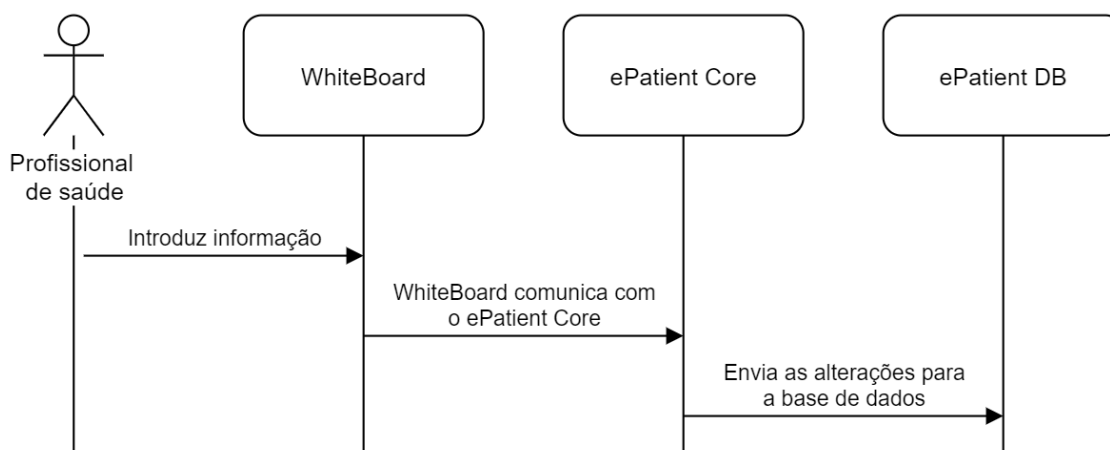 WhiteBoard
ePatient Core
ePatient DB
Profissional
de saúde
Introduz informação
WhiteBoard comunica com
o ePatient Core
Envia as alterações para
a base de dados